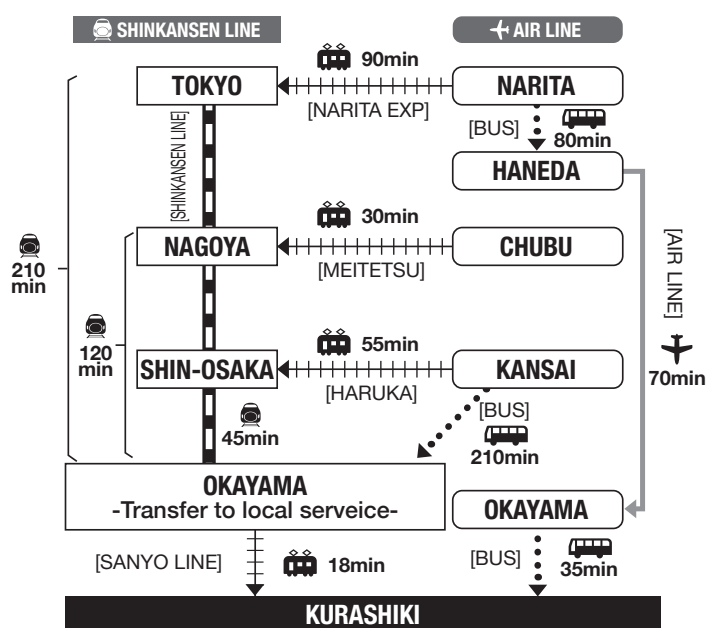 SHINKANSEN LINE
AIR LINE
90min
TOKYO
NARITA
[NARITA EXP]
[BUS]
80min
HANEDA
[SHINKANSEN LINE]
30min
NAGOYA
CHUBU
[MEITETSU]
[AIR LINE]
210
min
120
min
55min
SHIN-OSAKA
KANSAI
70min
[HARUKA]
[BUS]
45min
210min
OKAYAMA
-Transfer to local serveice-
OKAYAMA
[SANYO LINE]
18min
[BUS]
35min
KURASHIKI